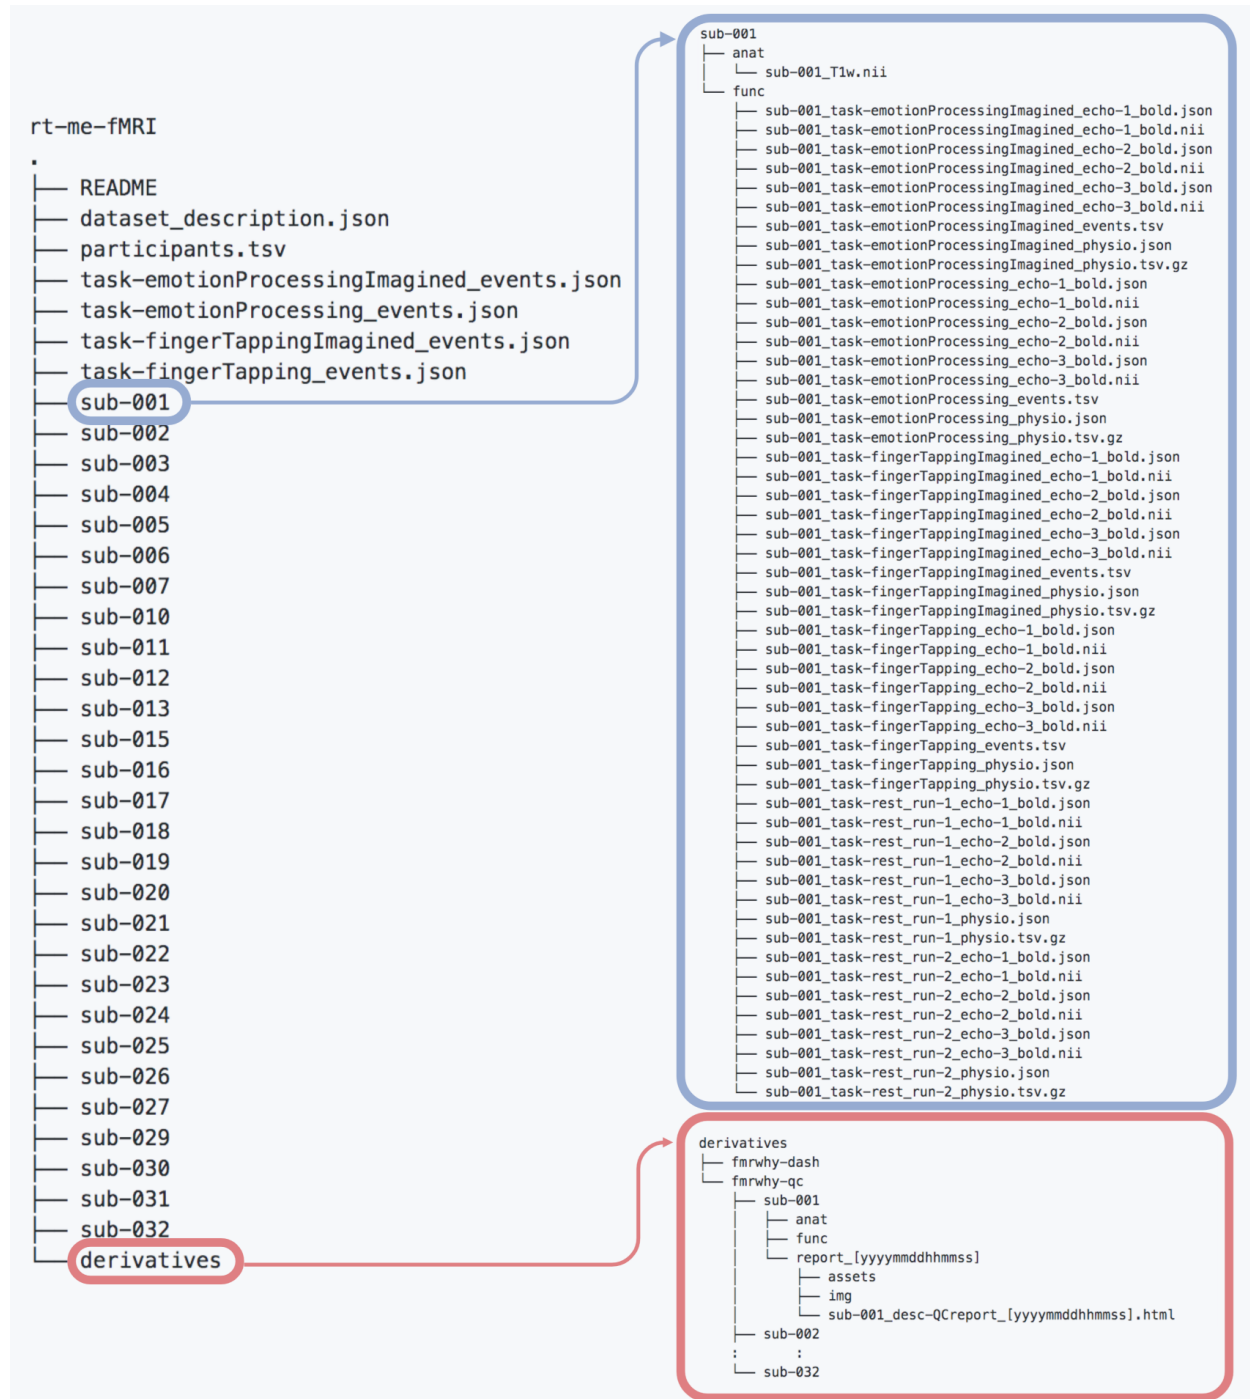 rt-me-fMRI
.
├── README
├── dataset_description.json
├── participants.tsv
├── task-emotionProcessingImagined_events.json
├── task-emotionProcessing_events.json
├── task-fingerTappingImagined_events.json
├── task-fingerTapping_events.json
├── sub-001
├── sub-002
├── sub-003
├── sub-004
├── sub-005
├── sub-006
├── sub-007
├── sub-010
├── sub-011
├── sub-012
├── sub-013
├── sub-015
├── sub-016
├── sub-017
├── sub-018
├── sub-019
├── sub-020
├── sub-021
├── sub-022
├── sub-023
├── sub-024
├── sub-025
├── sub-026
├── sub-027
├── sub-029
├── sub-030
├── sub-031
├── sub-032
└── derivatives
sub-001
├── anat
│   └── sub-001_T1w.nii
└── func
    ├── sub-001_task-emotionProcessingImagined_echo-1_bold.json
    ├── sub-001_task-emotionProcessingImagined_echo-1_bold.nii
    ├── sub-001_task-emotionProcessingImagined_echo-2_bold.json
    ├── sub-001_task-emotionProcessingImagined_echo-2_bold.nii
    ├── sub-001_task-emotionProcessingImagined_echo-3_bold.json
    ├── sub-001_task-emotionProcessingImagined_echo-3_bold.nii
    ├── sub-001_task-emotionProcessingImagined_events.tsv
    ├── sub-001_task-emotionProcessingImagined_physio.json
    ├── sub-001_task-emotionProcessingImagined_physio.tsv.gz
    ├── sub-001_task-emotionProcessing_echo-1_bold.json
    ├── sub-001_task-emotionProcessing_echo-1_bold.nii
    ├── sub-001_task-emotionProcessing_echo-2_bold.json
    ├── sub-001_task-emotionProcessing_echo-2_bold.nii
    ├── sub-001_task-emotionProcessing_echo-3_bold.json
    ├── sub-001_task-emotionProcessing_echo-3_bold.nii
    ├── sub-001_task-emotionProcessing_events.tsv
    ├── sub-001_task-emotionProcessing_physio.json
    ├── sub-001_task-emotionProcessing_physio.tsv.gz
    ├── sub-001_task-fingerTappingImagined_echo-1_bold.json
    ├── sub-001_task-fingerTappingImagined_echo-1_bold.nii
    ├── sub-001_task-fingerTappingImagined_echo-2_bold.json
    ├── sub-001_task-fingerTappingImagined_echo-2_bold.nii
    ├── sub-001_task-fingerTappingImagined_echo-3_bold.json
    ├── sub-001_task-fingerTappingImagined_echo-3_bold.nii
    ├── sub-001_task-fingerTappingImagined_events.tsv
    ├── sub-001_task-fingerTappingImagined_physio.json
    ├── sub-001_task-fingerTappingImagined_physio.tsv.gz
    ├── sub-001_task-fingerTapping_echo-1_bold.json
    ├── sub-001_task-fingerTapping_echo-1_bold.nii
    ├── sub-001_task-fingerTapping_echo-2_bold.json
    ├── sub-001_task-fingerTapping_echo-2_bold.nii
    ├── sub-001_task-fingerTapping_echo-3_bold.json
    ├── sub-001_task-fingerTapping_echo-3_bold.nii
    ├── sub-001_task-fingerTapping_events.tsv
    ├── sub-001_task-fingerTapping_physio.json
    ├── sub-001_task-fingerTapping_physio.tsv.gz
    ├── sub-001_task-rest_run-1_echo-1_bold.json
    ├── sub-001_task-rest_run-1_echo-1_bold.nii
    ├── sub-001_task-rest_run-1_echo-2_bold.json
    ├── sub-001_task-rest_run-1_echo-2_bold.nii
    ├── sub-001_task-rest_run-1_echo-3_bold.json
    ├── sub-001_task-rest_run-1_echo-3_bold.nii
    ├── sub-001_task-rest_run-1_physio.json
    ├── sub-001_task-rest_run-1_physio.tsv.gz
    ├── sub-001_task-rest_run-2_echo-1_bold.json
    ├── sub-001_task-rest_run-2_echo-1_bold.nii
    ├── sub-001_task-rest_run-2_echo-2_bold.json
    ├── sub-001_task-rest_run-2_echo-2_bold.nii
    ├── sub-001_task-rest_run-2_echo-3_bold.json
    ├── sub-001_task-rest_run-2_echo-3_bold.nii
    ├── sub-001_task-rest_run-2_physio.json
    └── sub-001_task-rest_run-2_physio.tsv.gz
derivatives
├── fmrwhy-dash
└── fmrwhy-qc
    ├── sub-001
    │   ├── anat
    │   ├── func
    │   └── report_[yyyymmddhhmmss]
    │       ├── assets
    │       ├── img
    │       └── sub-001_desc-QCreport_[yyyymmddhhmmss].html
    ├── sub-002
    :       :
    └── sub-032